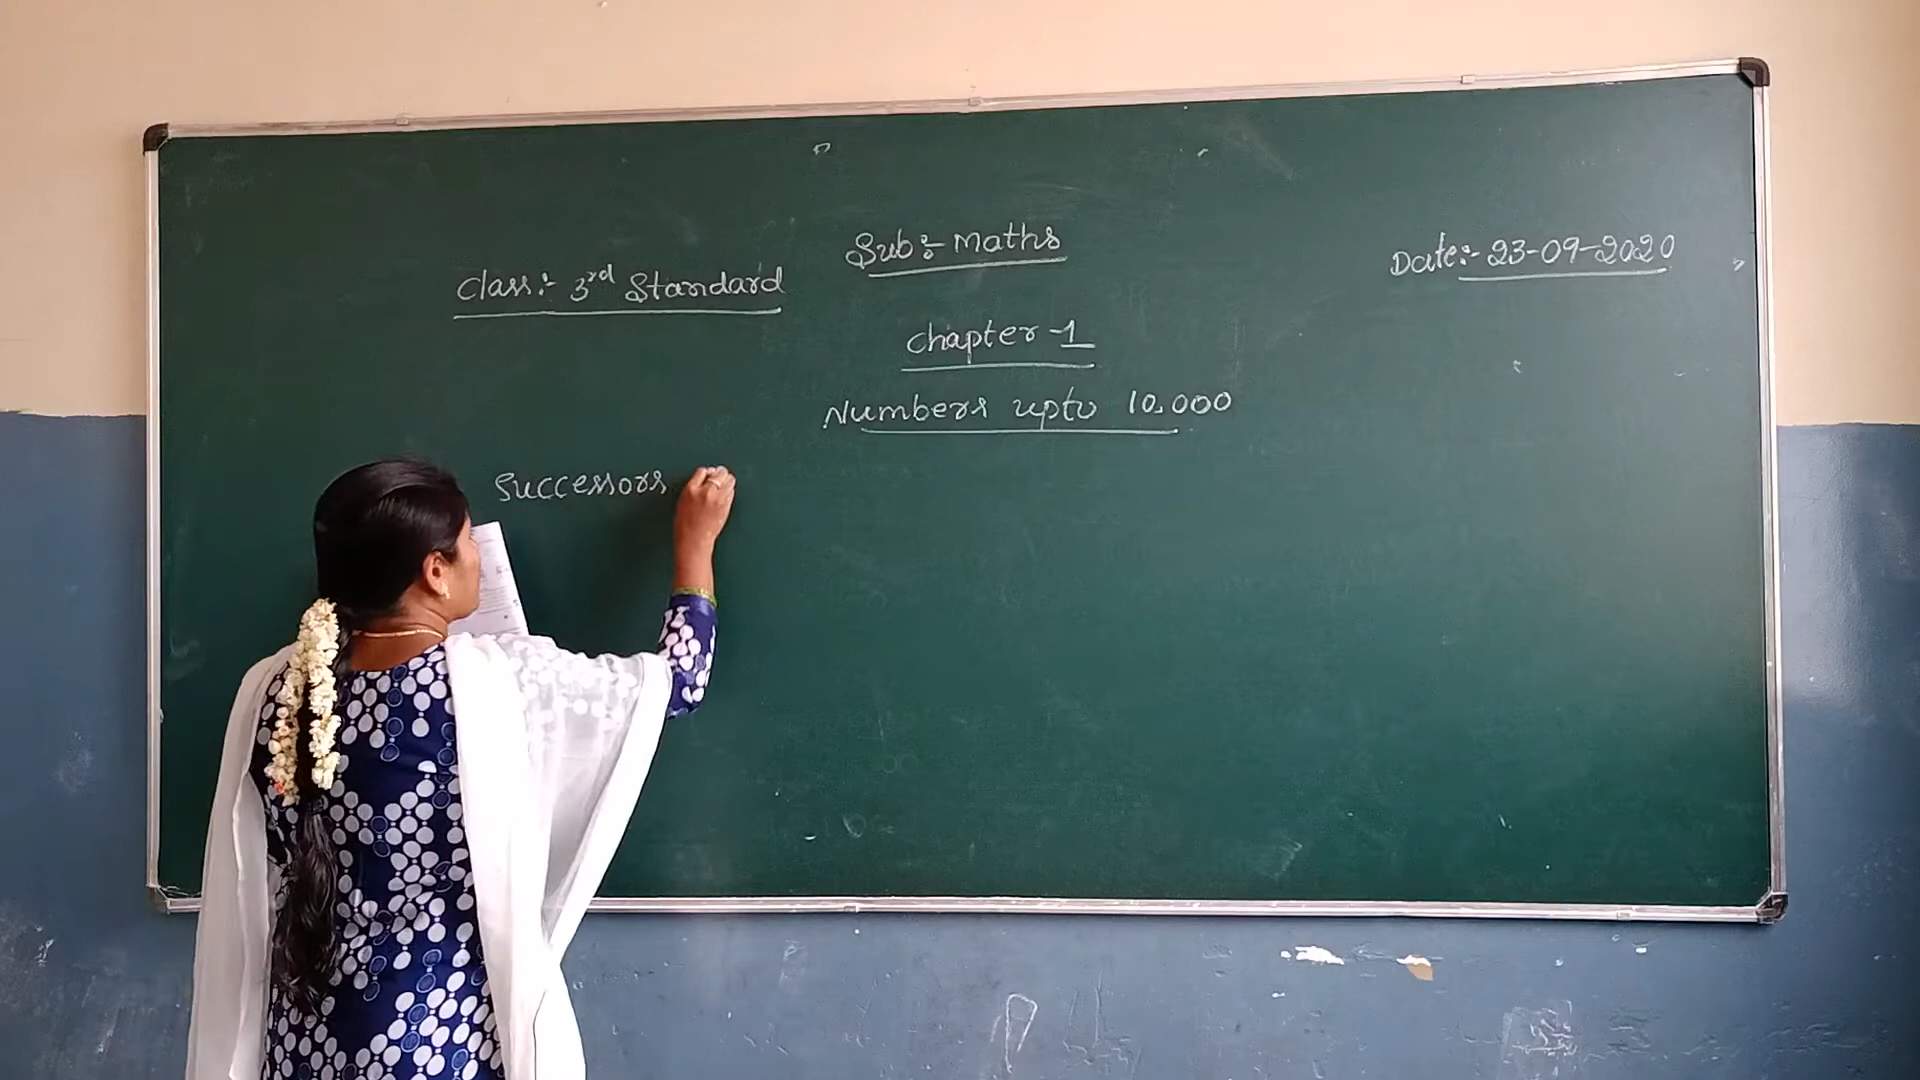 Sub:- Maths
Date:- 23-09-2020
Class:- 3rd Standard
Chapter -1
Numbers upto 10,000
Successors